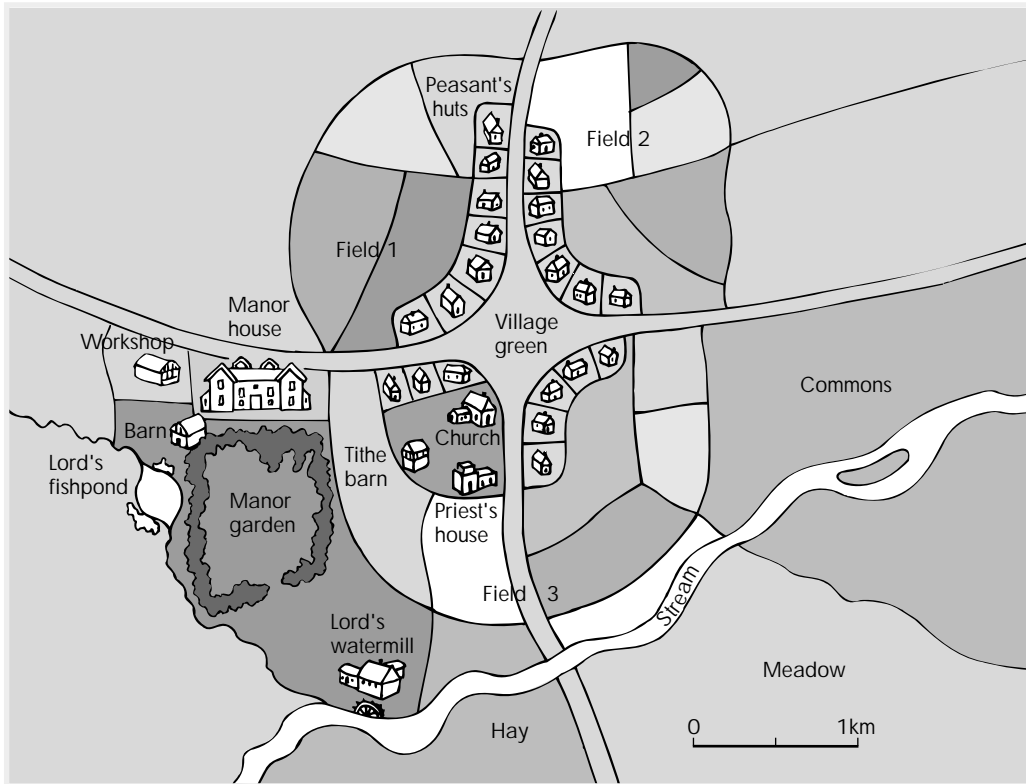 Peasant's
huts
Field 2
Field 1
Manor
house
Village
green
Workshop
Commons
Barn
Church
Lord's
fishpond
Tithe
barn
Manor
garden
Priest's
house
Field 3
Stream
Lord's
watermill
Meadow
Hay
0 1km